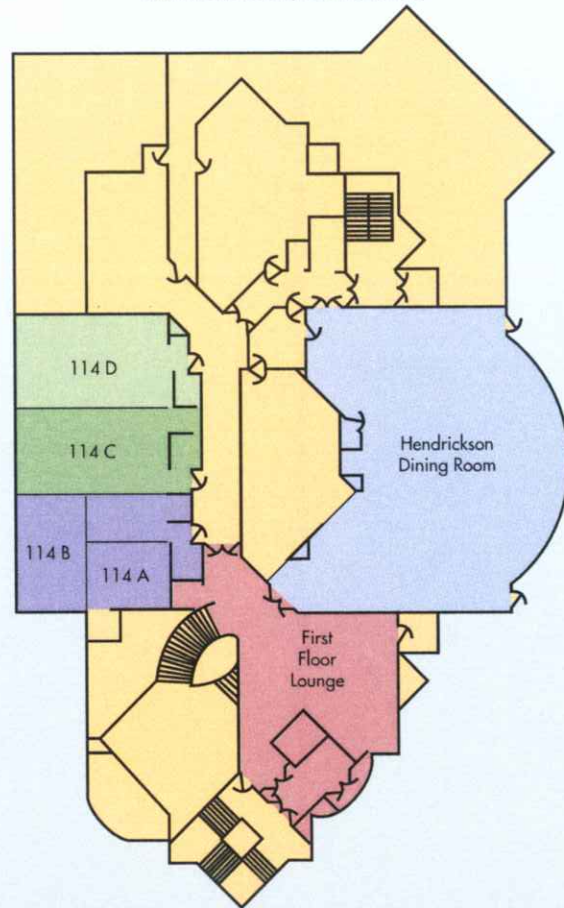 114 D
114 C
Hendrickson
Dining Room
114 B
114 A
First
Floor
Lounge